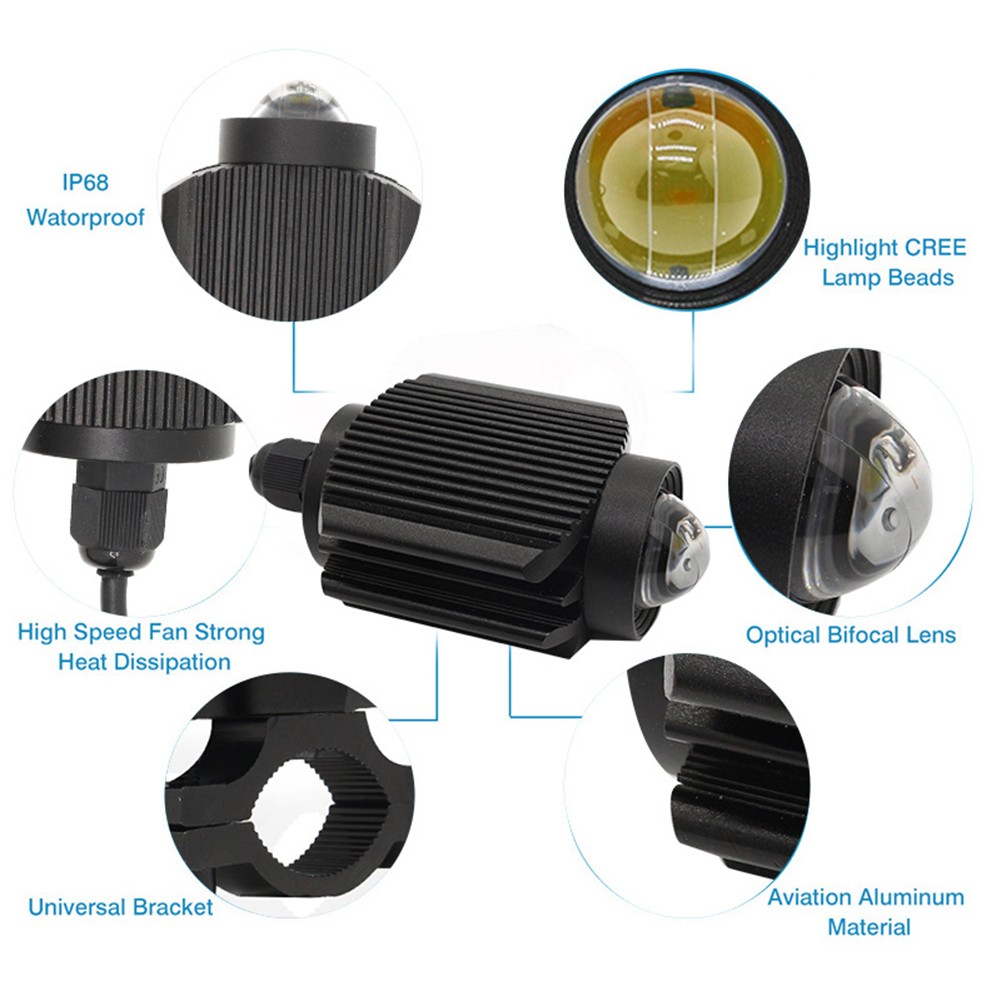 IP68
Watorproof
Highlight CREE
Lamp Beads
High Speed Fan Strong
Heat Dissipation
Optical Bifocal Lens
Universal Bracket
Aviation Aluminum
Material